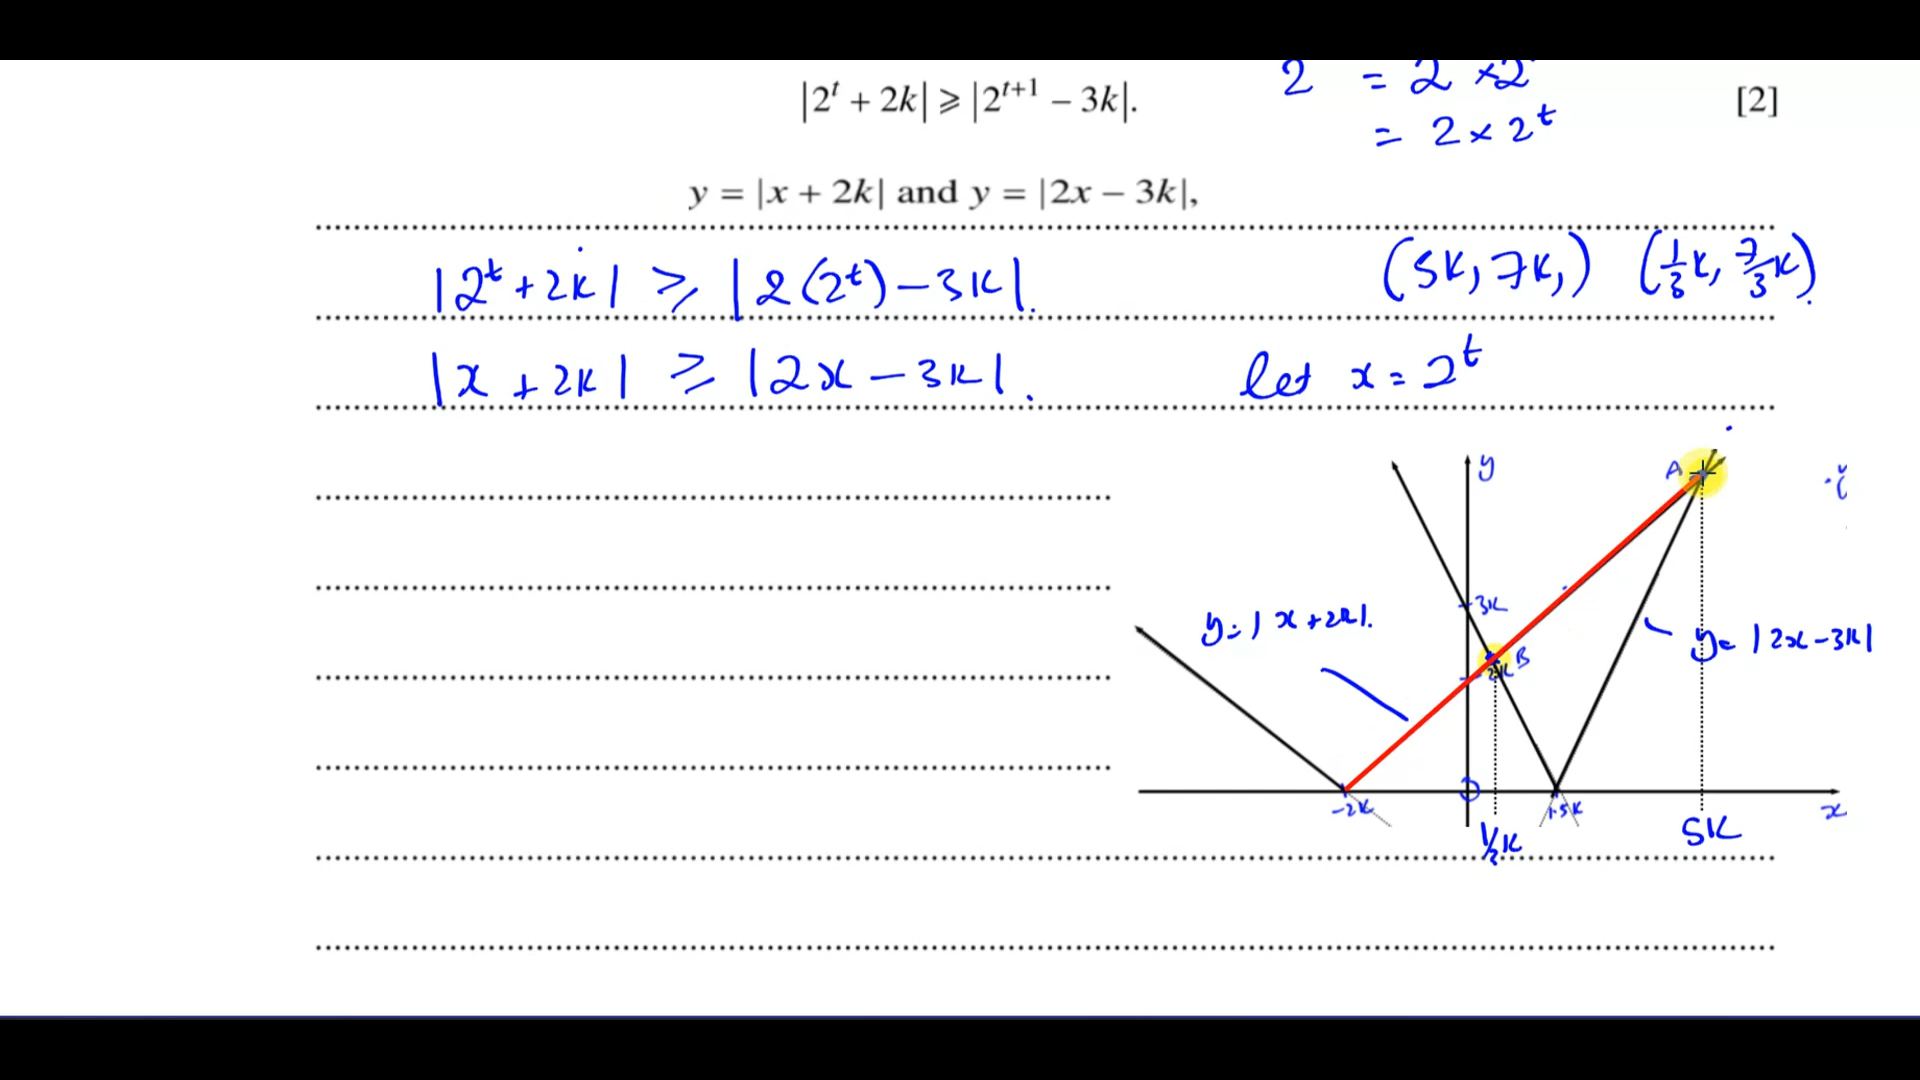 |2^t + 2k| ⩾ |2^{t+1} − 3k|. [2]
2 = 2 × 2
= 2 × 2^t
y = |x + 2k| and y = |2x − 3k|,
|2^t + 2k| ⩾ |2(2^t) − 3k|.
(5k, 7k,) (1/3 k, 7/3 k).
|x + 2k| ⩾ |2x − 3k|.
let x = 2^t
y
A
3k
y = |x + 2k|.
y = |2x − 3k|
B
2k
-2k
1.5k
x
1/3 k
5k